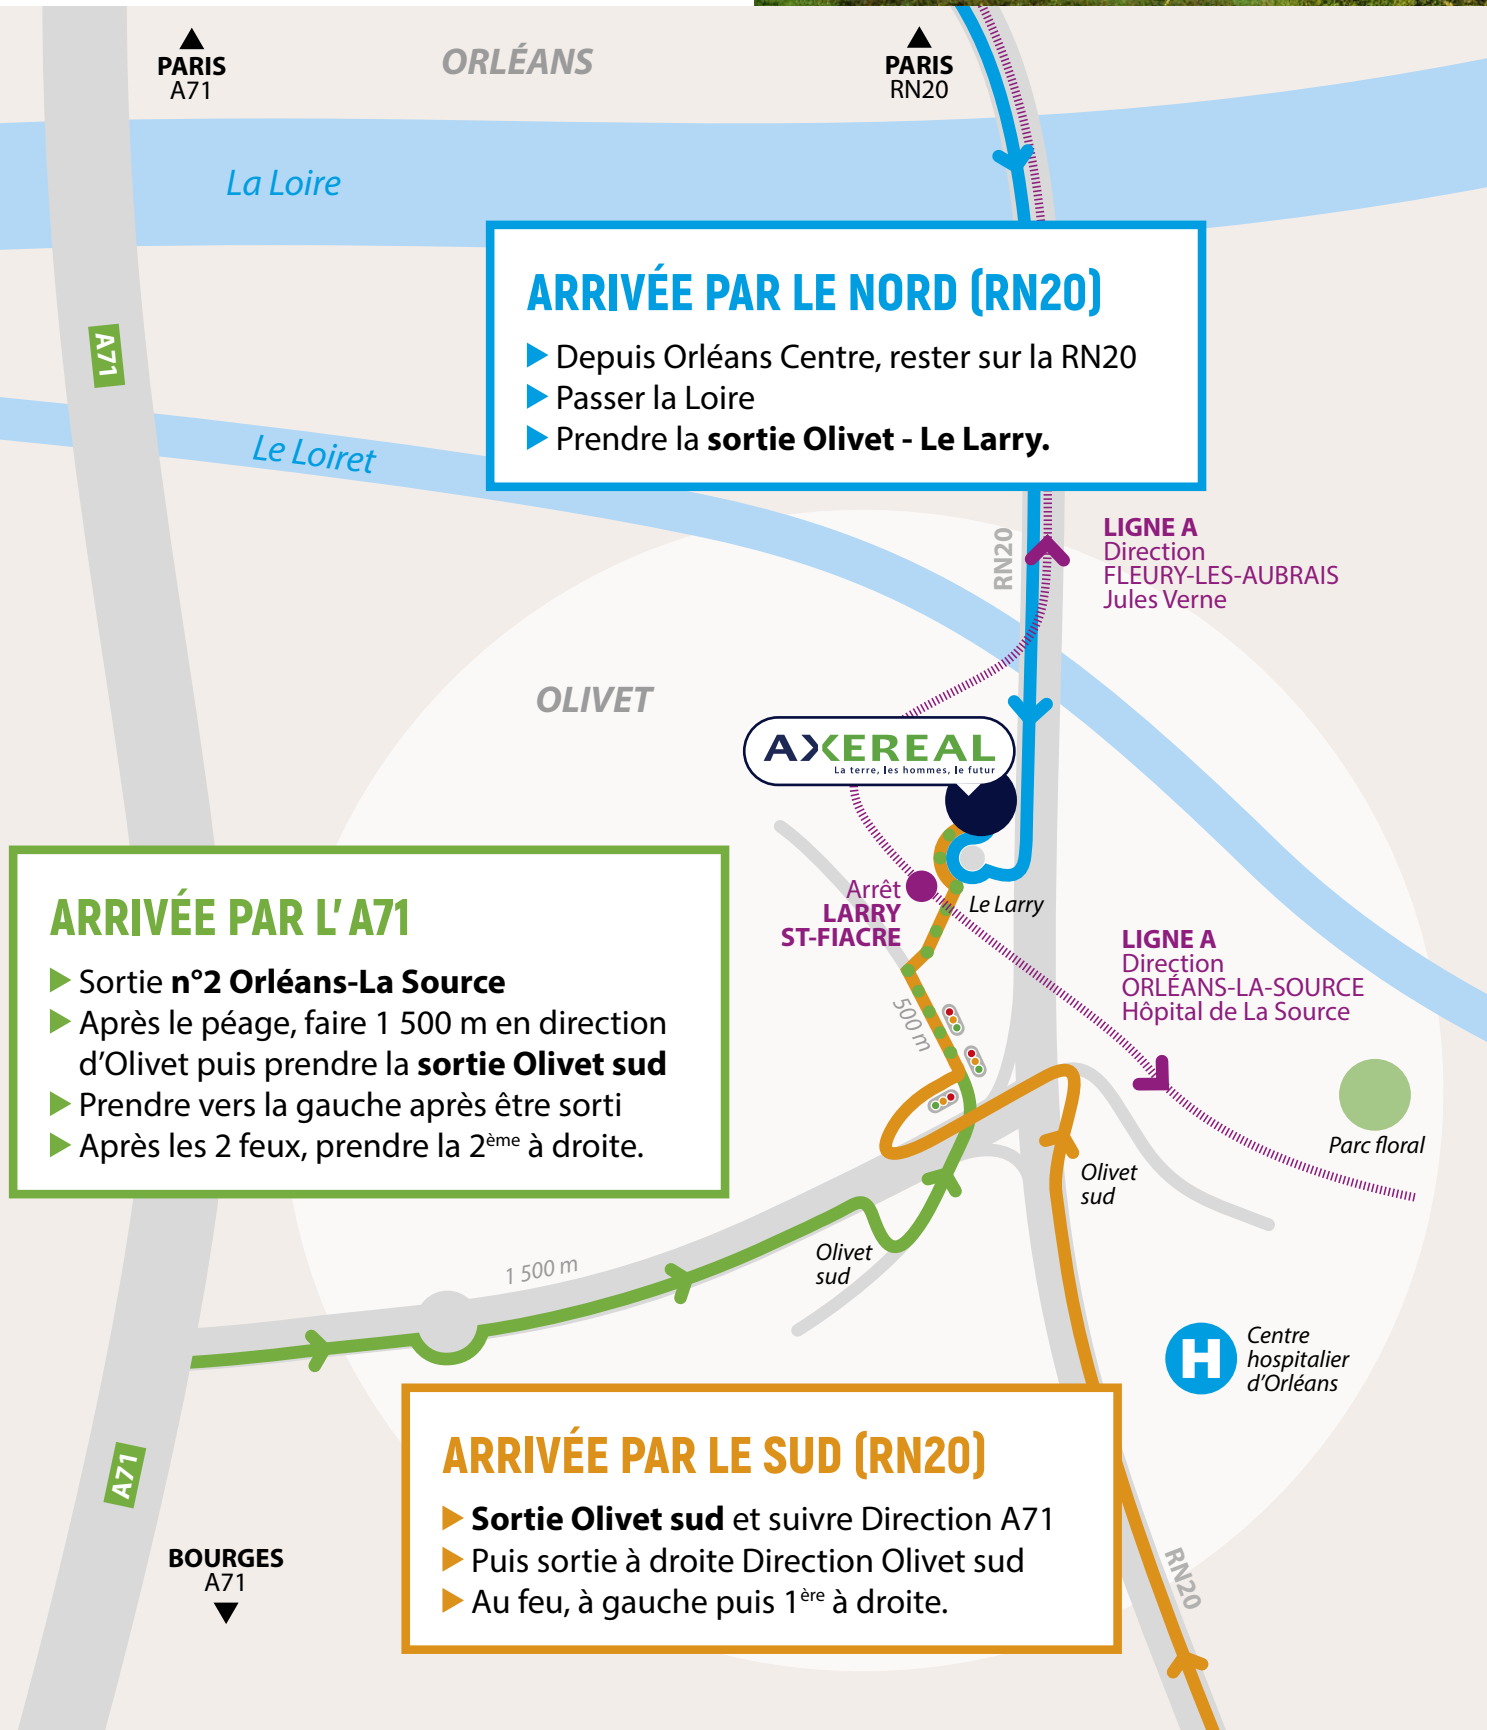 PARIS
A71
ORLÉANS
PARIS
RN20
La Loire
ARRIVÉE PAR LE NORD (RN20)
Depuis Orléans Centre, rester sur la RN20
Passer la Loire
Prendre la sortie Olivet - Le Larry.
A71
Le Loiret
RN20
LIGNE A
Direction
FLEURY-LES-AUBRAIS
Jules Verne
OLIVET
AXEREAL
La terre, les hommes, le futur
Arrêt
LARRY
ST-FIACRE
Le Larry
ARRIVÉE PAR L'A71
Sortie n°2 Orléans-La Source
Après le péage, faire 1 500 m en direction
d'Olivet puis prendre la sortie Olivet sud
Prendre vers la gauche après être sorti
Après les 2 feux, prendre la 2ème à droite.
LIGNE A
Direction
ORLÉANS-LA-SOURCE
Hôpital de La Source
500 m
Parc floral
Olivet
sud
Olivet
sud
1 500 m
H
Centre
hospitalier
d'Orléans
ARRIVÉE PAR LE SUD (RN20)
Sortie Olivet sud et suivre Direction A71
Puis sortie à droite Direction Olivet sud
Au feu, à gauche puis 1ère à droite.
A71
BOURGES
A71
RN20